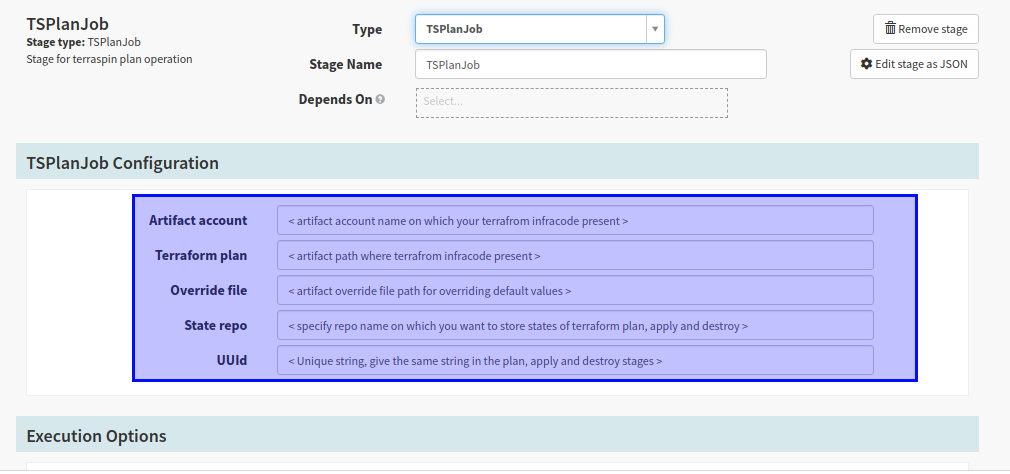 TSPlanJob
Stage type: TSPlanJob
Stage for terraspin plan operation
Type
TSPlanJob
Remove stage
Stage Name
TSPlanJob
Edit stage as JSON
Depends On
Select...
TSPlanJob Configuration
Artifact account
< artifact account name on which your terrafrom infracode present >
Terraform plan
< artifact path where terrafrom infracode present >
Override file
< artifact override file path for overriding default values >
State repo
< specify repo name on which you want to store states of terraform plan, apply and destroy >
UUId
< Unique string, give the same string in the plan, apply and destroy stages >
Execution Options